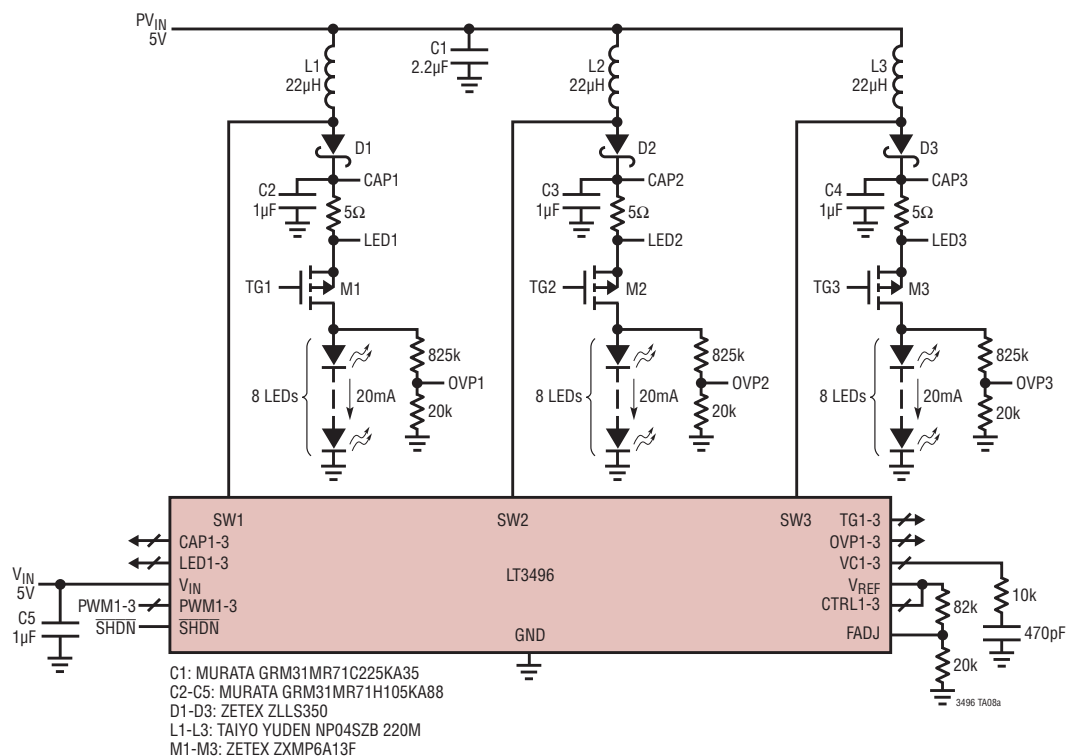 PVIN
5V
C1
2.2µF
L1
22µH
L2
22µH
L3
22µH
D1
D2
D3
CAP1
CAP2
CAP3
C2
1µF
C3
1µF
C4
1µF
5Ω
5Ω
5Ω
LED1
LED2
LED3
TG1
M1
TG2
M2
TG3
M3
825k
825k
825k
8 LEDs
20mA
OVP1
8 LEDs
20mA
OVP2
8 LEDs
20mA
OVP3
20k
20k
20k
SW1
SW2
SW3
TG1-3
CAP1-3
OVP1-3
LED1-3
VC1-3
LT3496
VIN
5V
VIN
VREF
10k
PWM1-3
PWM1-3
CTRL1-3
82k
C5
1µF
SHDN
SHDN
GND
FADJ
470pF
20k
C1: MURATA GRM31MR71C225KA35
C2-C5: MURATA GRM31MR71H105KA88
D1-D3: ZETEX ZLLS350
L1-L3: TAIYO YUDEN NP04SZB 220M
M1-M3: ZETEX ZXMP6A13F
3496 TA08a